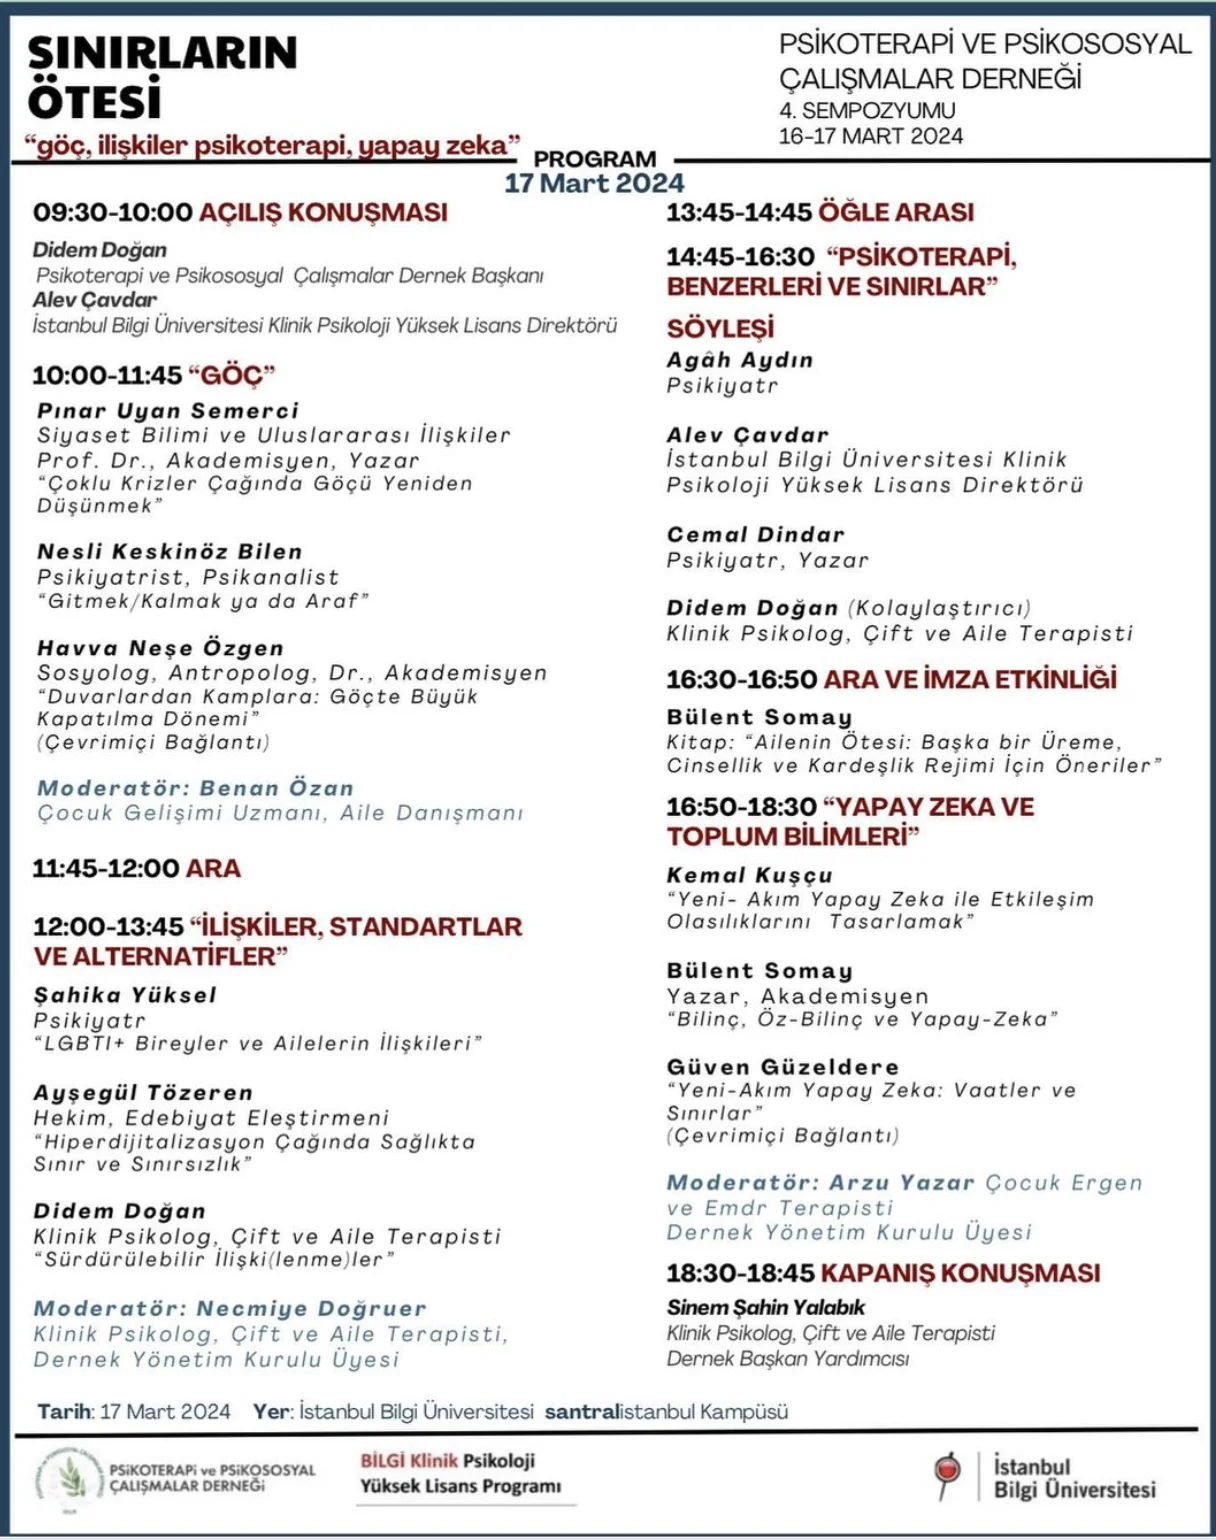 SINIRLARIN
ÖTESİ
“göç, ilişkiler psikoterapi, yapay zeka”
PSİKOTERAPİ VE PSİKOSOSYAL
ÇALIŞMALAR DERNEĞİ
4. SEMPOZYUMU
16-17 MART 2024
PROGRAM
17 Mart 2024
09:30-10:00 AÇILIŞ KONUŞMASI
Didem Doğan
Psikoterapi ve Psikososyal Çalışmalar Dernek Başkanı
Alev Çavdar
İstanbul Bilgi Üniversitesi Klinik Psikoloji Yüksek Lisans Direktörü
10:00-11:45 “GÖÇ”
Pınar Uyan Semerci
Siyaset Bilimi ve Uluslararası İlişkiler
Prof. Dr., Akademisyen, Yazar
“Çoklu Krizler Çağında Göçü Yeniden
Düşünmek”
Nesli Keskinöz Bilen
Psikiyatrist, Psikanalist
“Gitmek/Kalmak ya da Araf”
Havva Neşe Özgen
Sosyolog, Antropolog, Dr., Akademisyen
“Duvarlardan Kamplara: Göçte Büyük
Kapatılma Dönemi”
(Çevrimiçi Bağlantı)
Moderatör: Benan Özan
Çocuk Gelişimi Uzmanı, Aile Danışmanı
11:45-12:00 ARA
12:00-13:45 “İLİŞKİLER, STANDARTLAR
VE ALTERNATİFLER”
Şahika Yüksel
Psikiyatr
“LGBTI+ Bireyler ve Ailelerin İlişkileri”
Ayşegül Tözeren
Hekim, Edebiyat Eleştirmeni
“Hiperdijitalizasyon Çağında Sağlıkta
Sınır ve Sınırsızlık”
Didem Doğan
Klinik Psikolog, Çift ve Aile Terapisti
“Sürdürülebilir İlişki(lenme)ler”
Moderatör: Necmiye Doğruer
Klinik Psikolog, Çift ve Aile Terapisti,
Dernek Yönetim Kurulu Üyesi
13:45-14:45 ÖĞLE ARASI
14:45-16:30 “PSİKOTERAPİ,
BENZERLERİ VE SINIRLAR”
SÖYLEŞİ
Agâh Aydın
Psikiyatr
Alev Çavdar
İstanbul Bilgi Üniversitesi Klinik
Psikoloji Yüksek Lisans Direktörü
Cemal Dindar
Psikiyatr, Yazar
Didem Doğan (Kolaylaştırıcı)
Klinik Psikolog, Çift ve Aile Terapisti
16:30-16:50 ARA VE İMZA ETKİNLİĞİ
Bülent Somay
Kitap: “Ailenin Ötesi: Başka bir Üreme,
Cinsellik ve Kardeşlik Rejimi İçin Öneriler”
16:50-18:30 “YAPAY ZEKA VE
TOPLUM BİLİMLERİ”
Kemal Kuşçu
“Yeni- Akım Yapay Zeka ile Etkileşim
Olasılıklarını Tasarlamak”
Bülent Somay
Yazar, Akademisyen
“Bilinç, Öz-Bilinç ve Yapay-Zeka”
Güven Güzeldere
“Yeni-Akım Yapay Zeka: Vaatler ve
Sınırlar”
(Çevrimiçi Bağlantı)
Moderatör: Arzu Yazar Çocuk Ergen
ve Emdr Terapisti
Dernek Yönetim Kurulu Üyesi
18:30-18:45 KAPANIŞ KONUŞMASI
Sinem Şahin Yalabık
Klinik Psikolog, Çift ve Aile Terapisti
Dernek Başkan Yardımcısı
Tarih: 17 Mart 2024 Yer: İstanbul Bilgi Üniversitesi santralistanbul Kampüsü
PSİKOTERAPİ ve PSİKOSOSYAL
ÇALIŞMALAR DERNEĞİ
BİLGİ Klinik Psikoloji
Yüksek Lisans Programı
İstanbul
Bilgi Üniversitesi